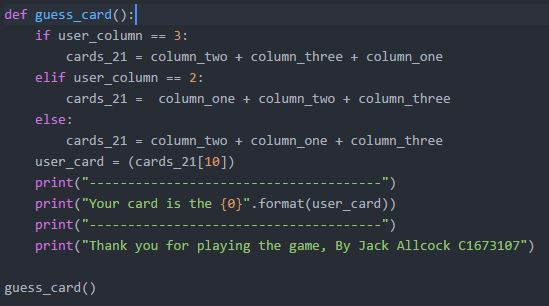 def guess_card():
    if user_column == 3:
        cards_21 = column_two + column_three + column_one
    elif user_column == 2:
        cards_21 =  column_one + column_two + column_three
    else:
        cards_21 = column_two + column_one + column_three
    user_card = (cards_21[10])
    print("--------------------------------------")
    print("Your card is the {0}".format(user_card))
    print("--------------------------------------")
    print("Thank you for playing the game, By Jack Allcock C1673107")
guess_card()